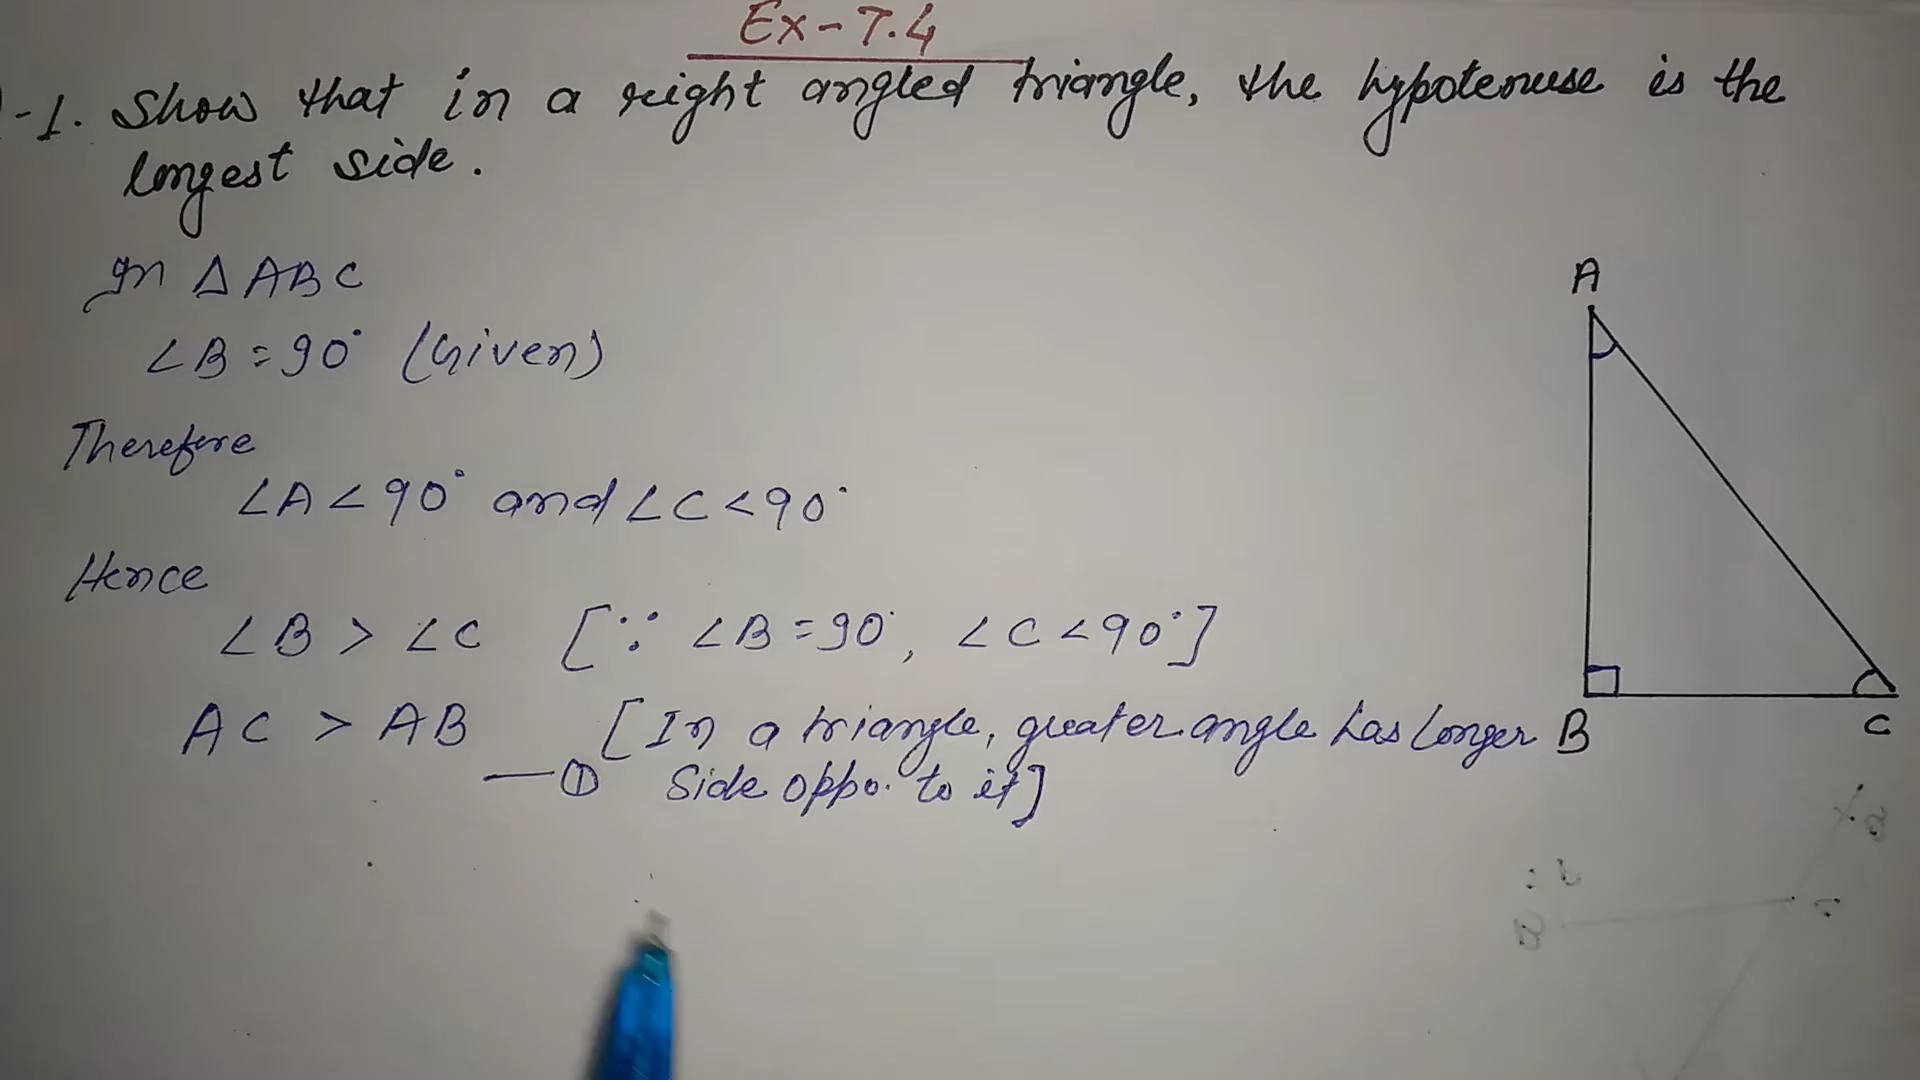 Ex-7.4
-1. Show that in a right angled triangle, the hypotenuse is the
longest side.
In △ABC
∠B=90° (Given)
Therefore
∠A<90° and ∠C<90°
Hence
∠B > ∠C [∵ ∠B=90°, ∠C<90°]
AC > AB [In a triangle, greater angle has longer
—① Side oppo. to it]
A
B
C